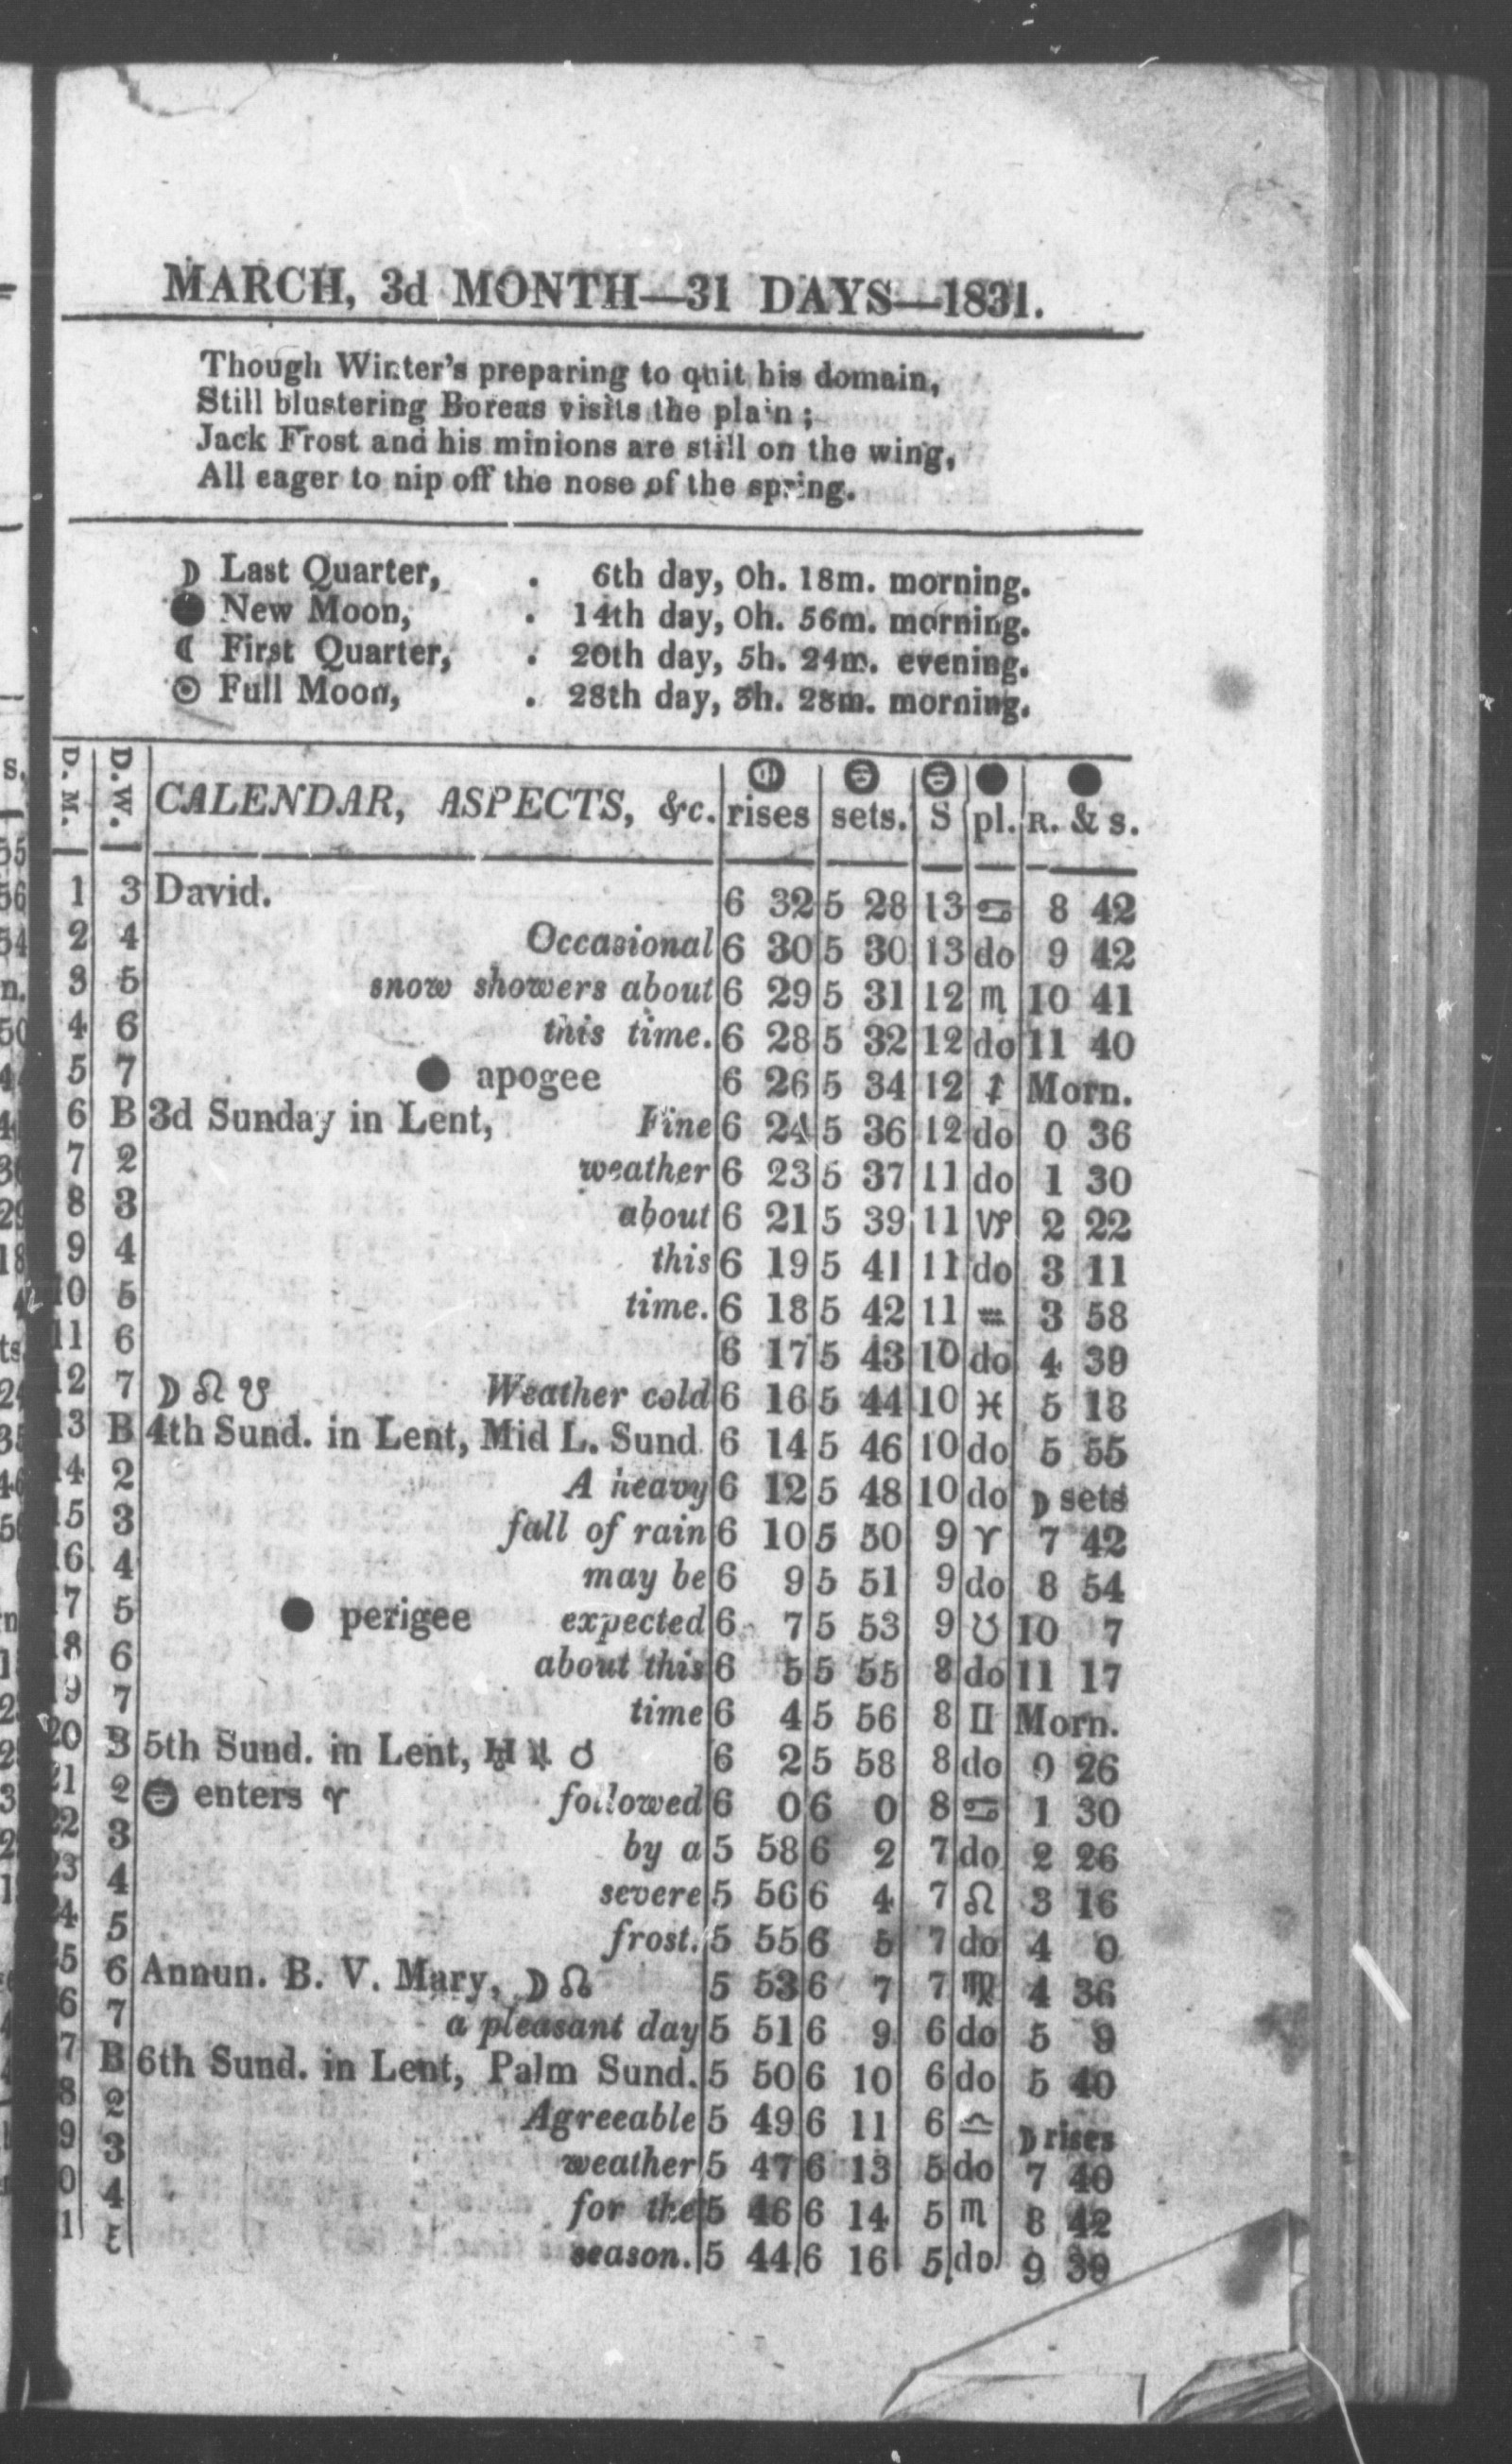 MARCH, 3d MONTH—31 DAYS—1831.
Though Winter's preparing to quit his domain,
Still blustering Boreas visits the plain;
Jack Frost and his minions are still on the wing,
All eager to nip off the nose of the spring.
☽ Last Quarter, . 6th day, 0h. 18m. morning.
● New Moon, . 14th day, 0h. 56m. morning.
☾ First Quarter, . 20th day, 5h. 24m. evening.
☉ Full Moon, . 28th day, 3h. 28m. morning.
D. M. D. W. CALENDAR, ASPECTS, &c. rises sets. S pl. R. & s.
1 3 David. 6 32 5 28 13 ♋ 8 42
2 4 Occasional 6 30 5 30 13 do 9 42
3 5 snow showers about 6 29 5 31 12 ♏ 10 41
4 6 this time. 6 28 5 32 12 do 11 40
5 7 ● apogee 6 26 5 34 12 ♐ Morn.
6 B 3d Sunday in Lent, Fine 6 24 5 36 12 do 0 36
7 2 weather 6 23 5 37 11 do 1 30
8 3 about 6 21 5 39 11 ♑ 2 22
9 4 this 6 19 5 41 11 do 3 11
10 5 time. 6 18 5 42 11 ♒ 3 58
11 6 6 17 5 43 10 do 4 39
12 7 ☽ ☊ ☋ Weather cold 6 16 5 44 10 ♓ 5 18
13 B 4th Sund. in Lent, Mid L. Sund. 6 14 5 46 10 do 5 55
14 2 A heavy 6 12 5 48 10 do ☽ sets
15 3 fall of rain 6 10 5 50 9 ♈ 7 42
16 4 may be 6 9 5 51 9 do 8 54
17 5 ● perigee expected 6 7 5 53 9 ♉ 10 7
18 6 about this 6 5 5 55 8 do 11 17
19 7 time 6 4 5 56 8 ♊ Morn.
20 B 5th Sund. in Lent, ♅ ♃ ☌ 6 2 5 58 8 do 0 26
21 2 ☉ enters ♈ followed 6 0 6 0 8 ♋ 1 30
22 3 by a 5 58 6 2 7 do 2 26
23 4 severe 5 56 6 4 7 ♌ 3 16
24 5 frost. 5 55 6 5 7 do 4 0
5 6 Annun. B. V. Mary, ☽ ☊ 5 53 6 7 7 ♍ 4 36
6 7 a pleasant day 5 51 6 9 6 do 5 9
7 B 6th Sund. in Lent, Palm Sund. 5 50 6 10 6 do 5 40
8 2 Agreeable 5 49 6 11 6 ♎ ☽ rises
9 3 weather 5 47 6 13 5 do 7 40
0 4 for the 5 46 6 14 5 ♏ 8 42
1 5 season. 5 44 6 16 5 do 9 39